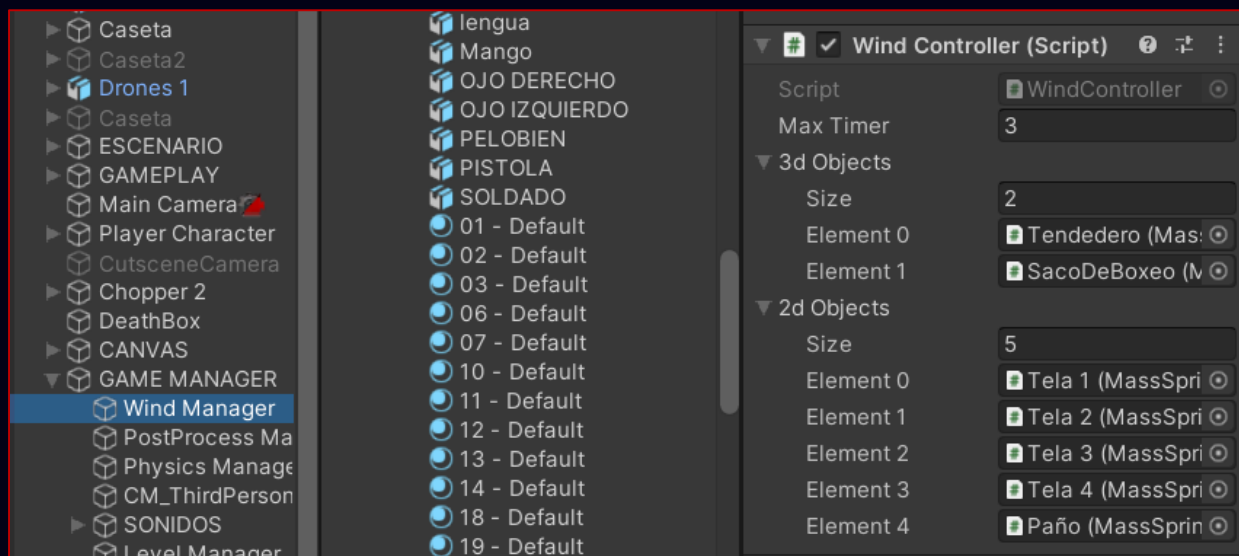 Caseta
Caseta2
Drones 1
Caseta
ESCENARIO
GAMEPLAY
Main Camera
Player Character
CutsceneCamera
Chopper 2
DeathBox
CANVAS
GAME MANAGER
Wind Manager
PostProcess Ma
Physics Manage
CM_ThirdPerson
SONIDOS
Level Manager
lengua
Mango
OJO DERECHO
OJO IZQUIERDO
PELOBIEN
PISTOLA
SOLDADO
01 - Default
02 - Default
03 - Default
06 - Default
07 - Default
10 - Default
11 - Default
12 - Default
13 - Default
14 - Default
18 - Default
19 - Default
# Wind Controller (Script)
Script # WindController
Max Timer 3
3d Objects
Size 2
Element 0 # Tendedero (Mas
Element 1 # SacoDeBoxeo (M
2d Objects
Size 5
Element 0 # Tela 1 (MassSpri
Element 1 # Tela 2 (MassSpri
Element 2 # Tela 3 (MassSpri
Element 3 # Tela 4 (MassSpri
Element 4 # Paño (MassSprin